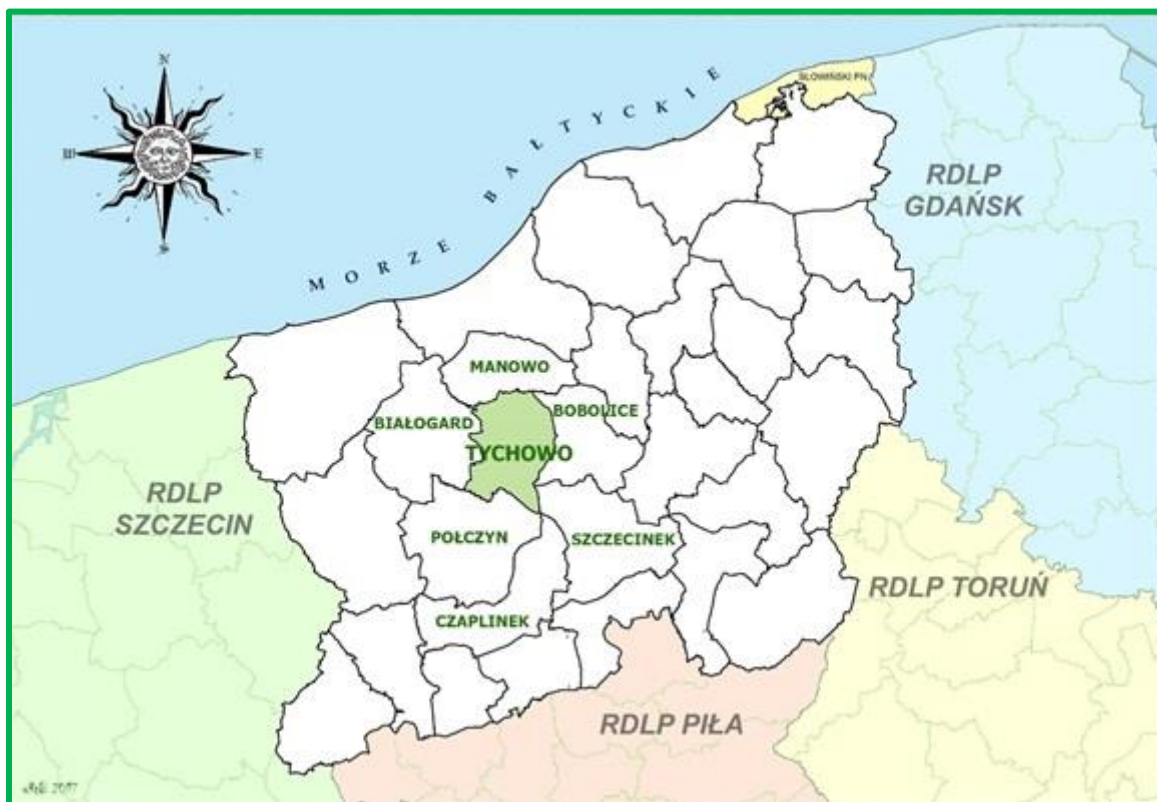 SŁOWIŃSKI PN
N
E
S
MORZE BAŁTYCKIE
RDLP
GDAŃSK
MANOWO
BOBOLICE
BIAŁOGARD
TYCHOWO
RDLP
SZCZECIN
POŁCZYN
SZCZECINEK
RDLP TORUŃ
CZAPLINEK
RDLP PIŁA
2017